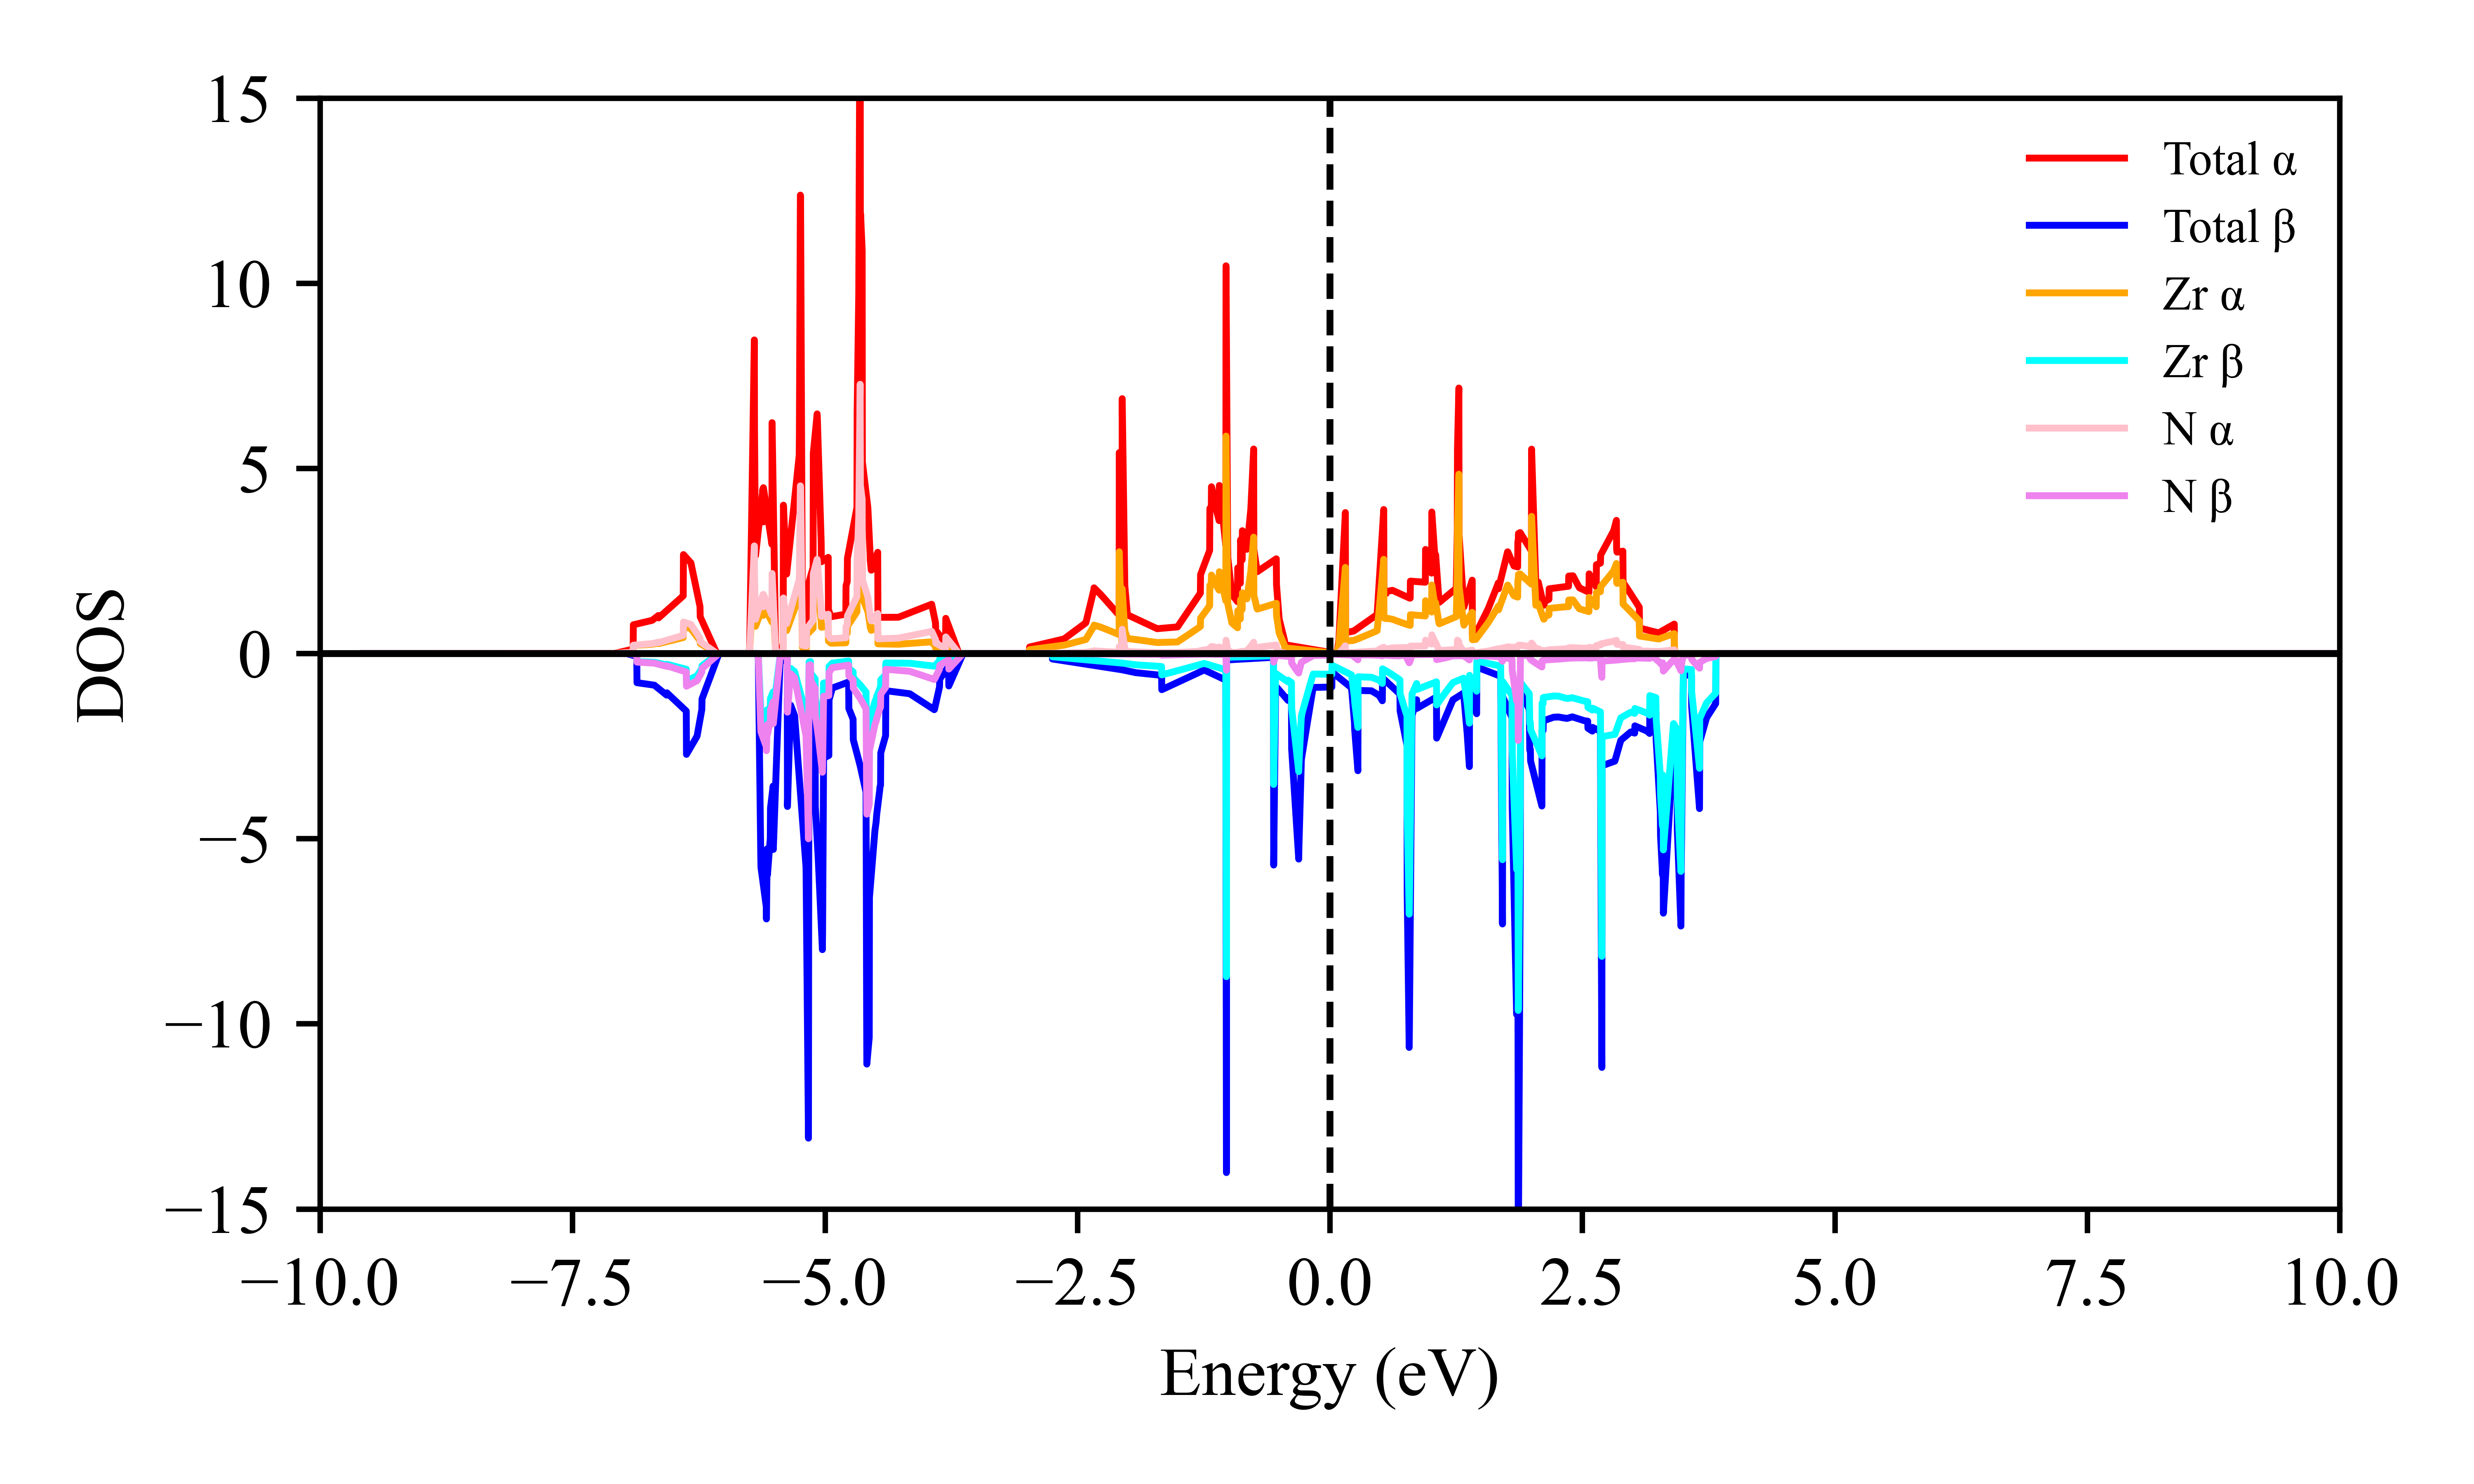 15
10
5
0
−5
−10
−15
DOS
−10.0 −7.5 −5.0 −2.5 0.0 2.5 5.0 7.5 10.0
Energy (eV)
Total α
Total β
Zr α
Zr β
N α
N β